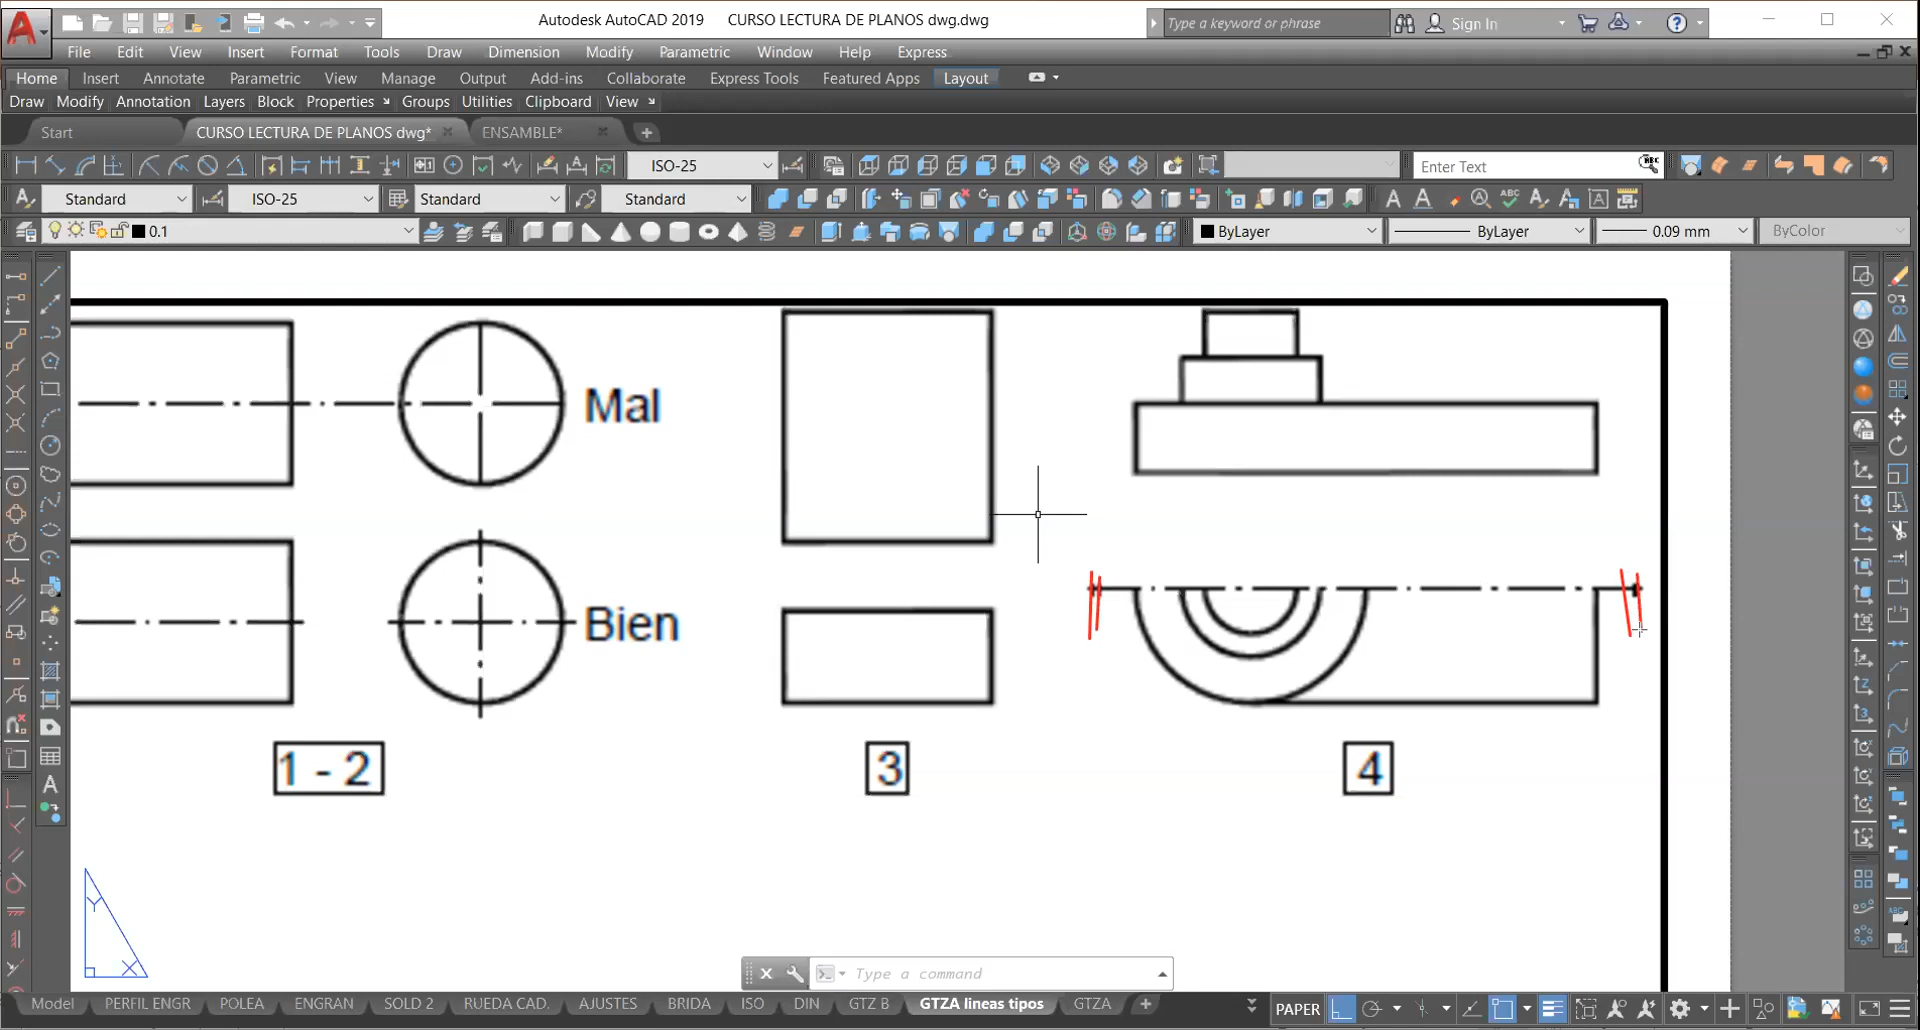 Autodesk AutoCAD 2019 CURSO LECTURA DE PLANOS dwg.dwg
Type a keyword or phrase
Sign In
File Edit View Insert Format Tools Draw Dimension Modify Parametric Window Help Express
Home Insert Annotate Parametric View Manage Output Add-ins Collaborate Express Tools Featured Apps Layout
Draw Modify Annotation Layers Block Properties Groups Utilities Clipboard View
Start CURSO LECTURA DE PLANOS dwg* ENSAMBLE*
ISO-25 Enter Text ABC
Standard ISO-25 Standard Standard
0.1 ByLayer ByLayer 0.09 mm ByColor
Mal
Bien
1 - 2
3
4
Y
X
Type a command
Model PERFIL ENGR POLEA ENGRAN SOLD 2 RUEDA CAD. AJUSTES BRIDA ISO DIN GTZ B GTZA lineas tipos GTZA
PAPER